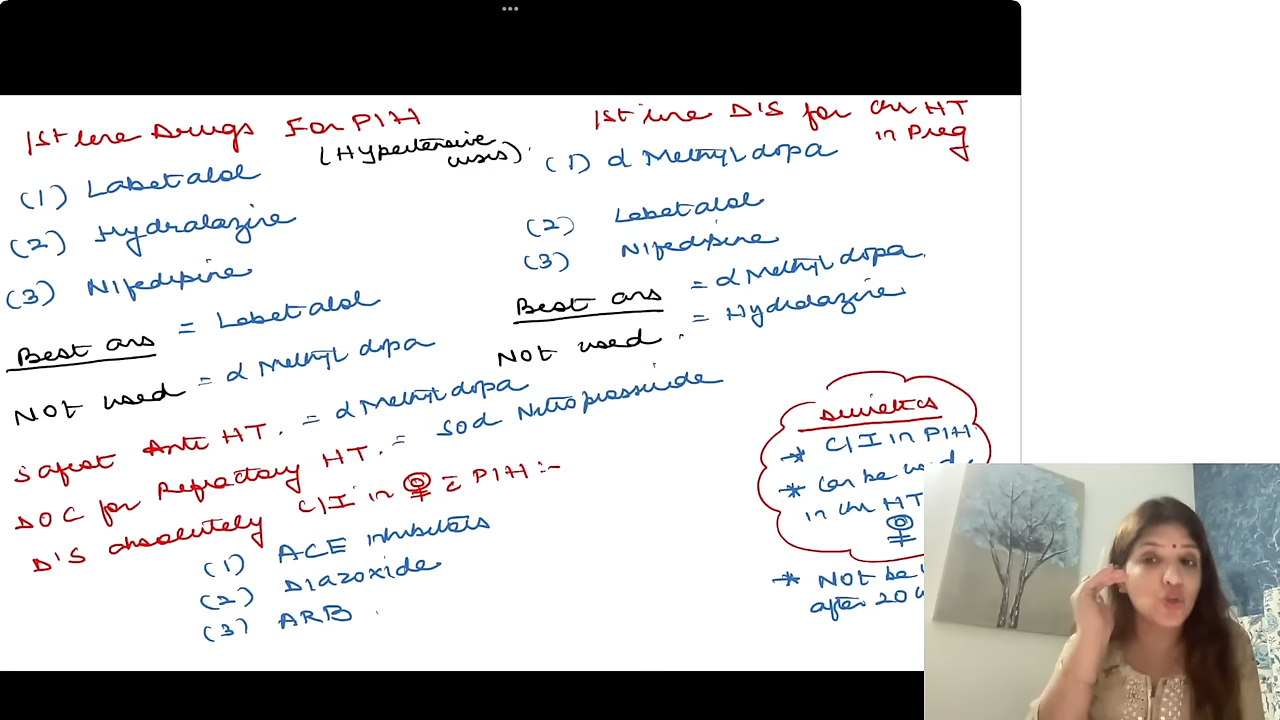 1st line Drugs For PIH
(Hypertensive crisis).
(1) Labetalol
(2) Hydralazine
(3) Nifedipine
Best ans = Labetalol
NOT used = α Methyl dopa
1st line D'S for chr HT
in Preg
(1) α Methyl dopa
(2) Labetalol
(3) Nifedipine
Best ans = α Methyl dopa.
NOT used. = Hydralazine
Safest Anti HT. = α Methyl dopa
DOC for Refractory HT. = Sod Nitroprusside
D'S absolutely C/I in ♀ c̄ PIH :-
(1) ACE inhibitors
(2) Diazoxide
(3) ARB
Diuretics
* C/I in PIH
* Can be used
in chr HT
♀
* NOT be
after 20